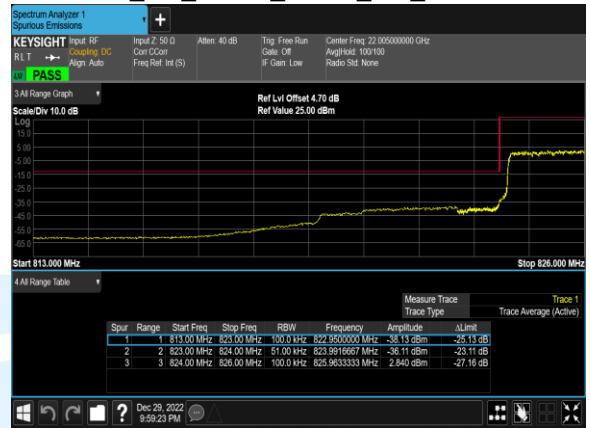 Spectrum Analyzer 1
Spurious Emissions
KEYSIGHT Input: RF Input Z: 50 Ω Atten: 40 dB Trig: Free Run Center Freq: 22.005000000 GHz
RLT Coupling: DC Corr CCorr Gate: Off Avg|Hold: 100/100
Align: Auto Freq Ref: Int (S) IF Gain: Low Radio Std: None
PASS
3 All Range Graph
Ref Lvl Offset 4.70 dB
Scale/Div 10.0 dB Ref Value 25.00 dBm
Log
15.0
5.00
-5.00
-15.0
-25.0
-35.0
-45.0
-55.0
-65.0
Start 813.000 MHz Stop 826.000 MHz
4 All Range Table
Measure Trace Trace 1
Trace Type Trace Average (Active)
Spur Range Start Freq Stop Freq RBW Frequency Amplitude ΔLimit
1 1 813.00 MHz 823.00 MHz 100.0 kHz 822.9500000 MHz -38.13 dBm -25.13 dB
2 2 823.00 MHz 824.00 MHz 51.00 kHz 823.9916667 MHz -36.11 dBm -23.11 dB
3 3 824.00 MHz 826.00 MHz 100.0 kHz 825.9633333 MHz 2.840 dBm -27.16 dB
? Dec 29, 2022
9:59:23 PM